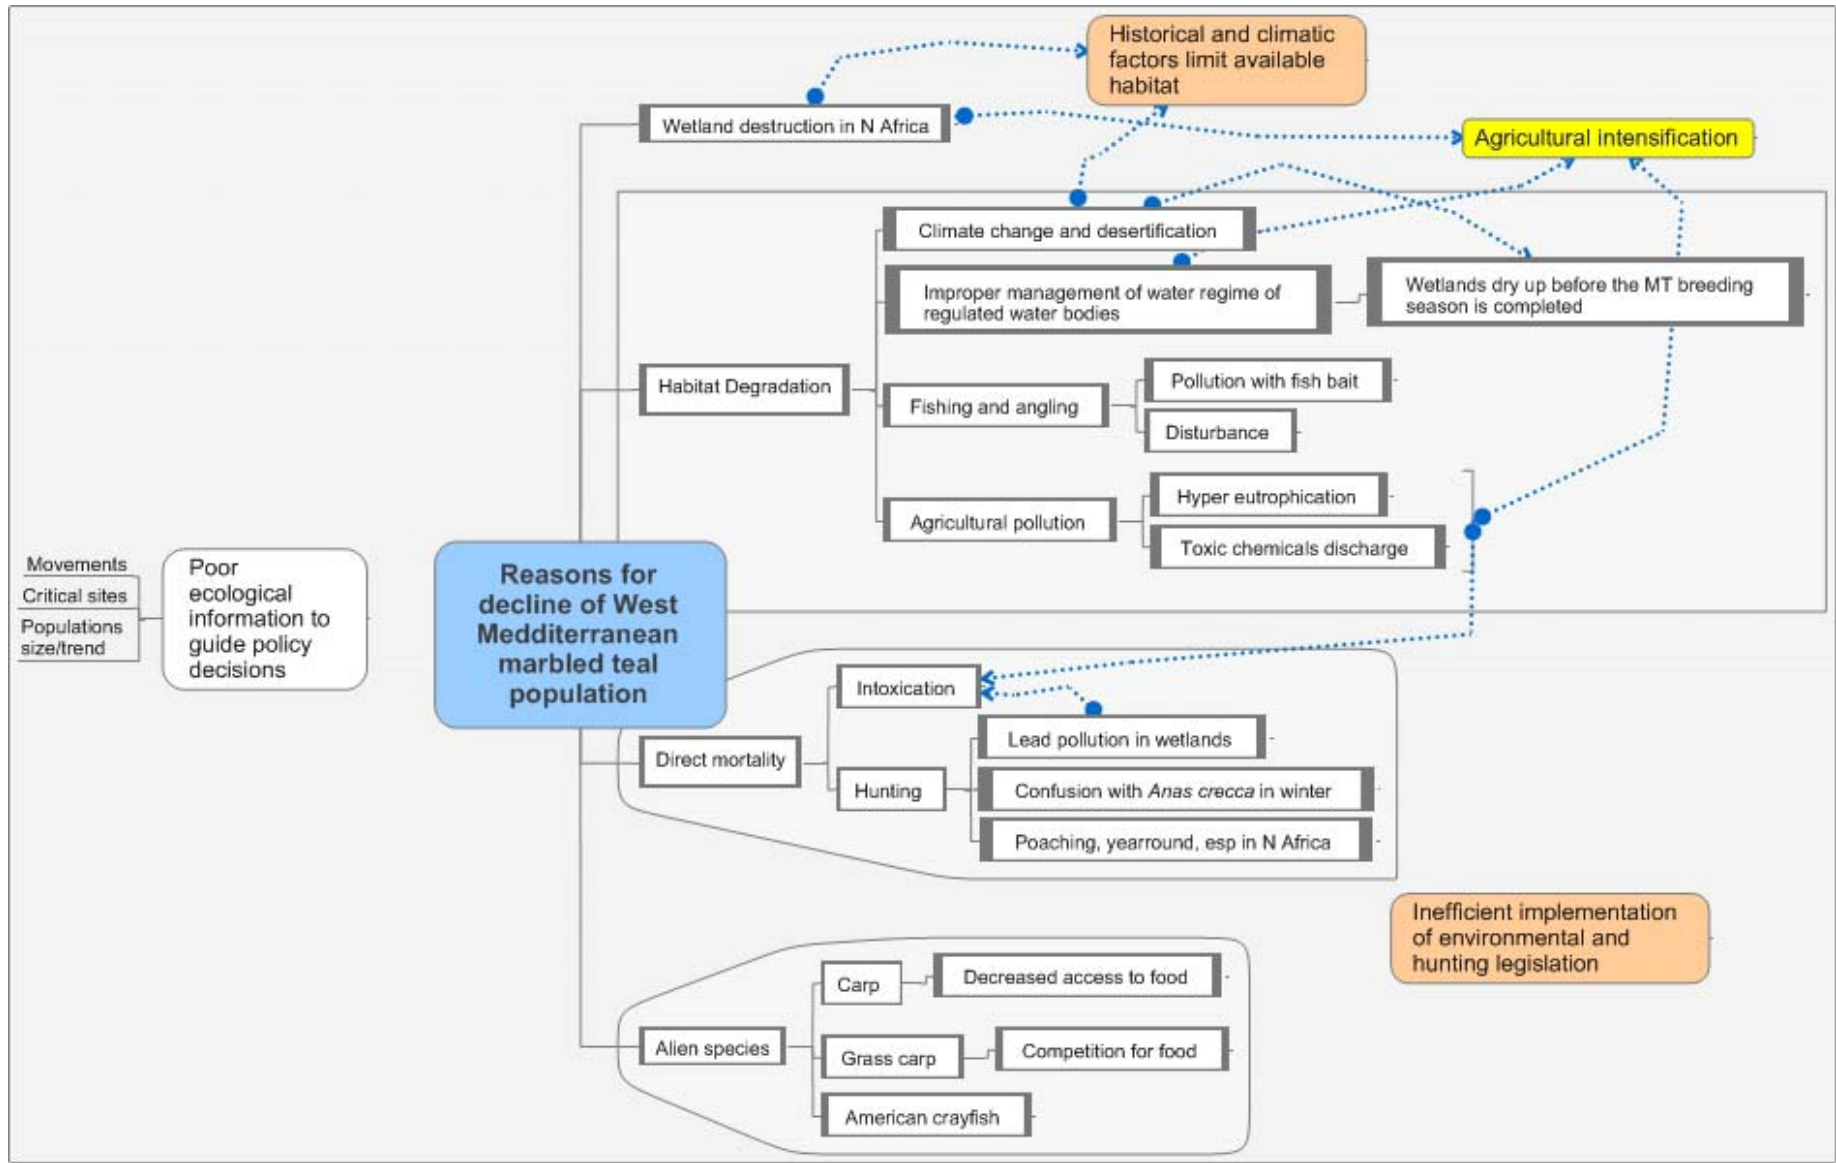 Historical and climatic
factors limit available
habitat
Wetland destruction in N Africa
Agricultural intensification
Climate change and desertification
Improper management of water regime of
regulated water bodies
Wetlands dry up before the MT breeding
season is completed
Habitat Degradation
Fishing and angling
Pollution with fish bait
Disturbance
Agricultural pollution
Hyper eutrophication
Toxic chemicals discharge
Movements
Critical sites
Populations
size/trend
Poor
ecological
information to
guide policy
decisions
Reasons for
decline of West
Medditerranean
marbled teal
population
Direct mortality
Intoxication
Hunting
Lead pollution in wetlands
Confusion with Anas crecca in winter
Poaching, yearround, esp in N Africa
Inefficient implementation
of environmental and
hunting legislation
Alien species
Carp
Decreased access to food
Grass carp
Competition for food
American crayfish